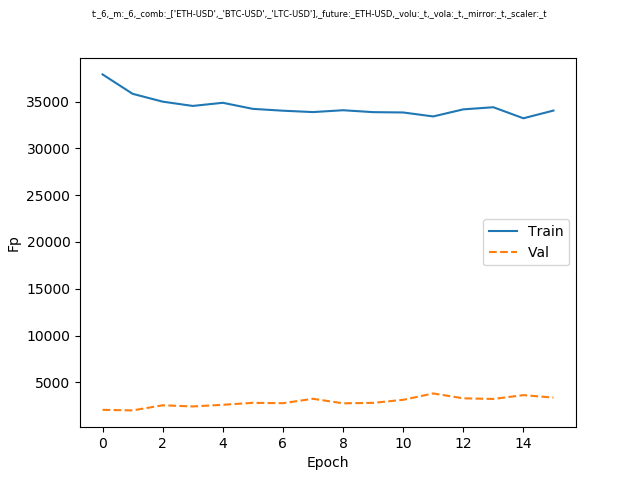 t:_6,_m:_6,_comb:_['ETH-USD',_'BTC-USD',_'LTC-USD'],_future:_ETH-USD,_volu:_t,_vola:_t,_mirror:_t,_scaler:_t
35000
30000
25000
20000
15000
10000
5000
Fp
Train
Val
0 2 4 6 8 10 12 14
Epoch